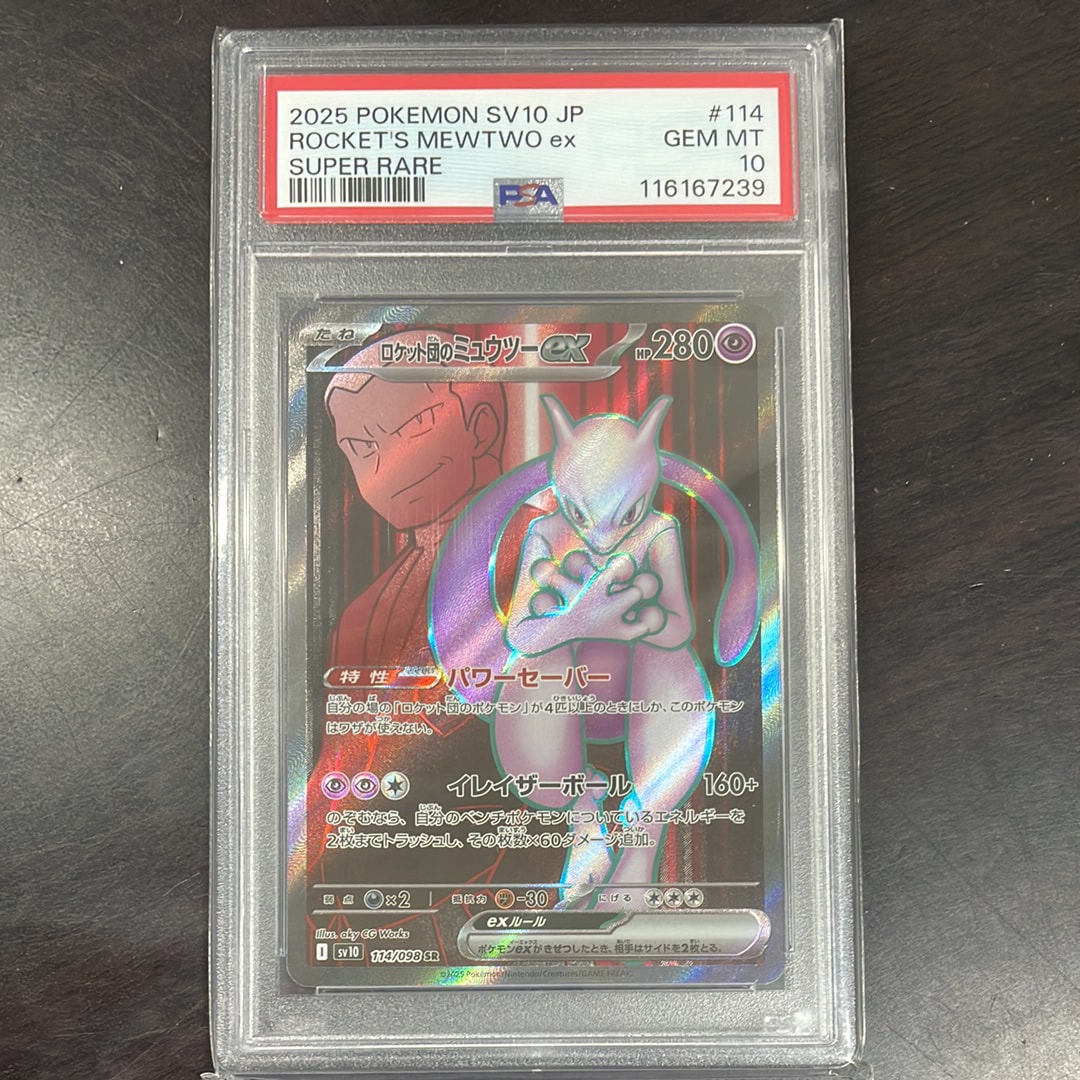 2025 POKEMON SV10 JP #114
ROCKET'S MEWTWO ex GEM MT
SUPER RARE 10
PSA 116167239
たね ロケット団のミュウツーex HP280
特性 パワーセーバー
自分の場の「ロケット団のポケモン」が4匹以上のときにしか、このポケモン
はワザが使えない。
イレイザーボール 160+
のぞむなら、自分のベンチポケモンについているエネルギーを
2枚までトラッシュし、その枚数×60ダメージ追加。
弱点 ×2 抵抗力 -30 にげる
exルール
ポケモンexがきぜつしたとき、相手はサイドを2枚とる。
Illus. aky CG Works
I sv10 114/098 SR
©2025 Pokémon/Nintendo/Creatures/GAME FREAK.